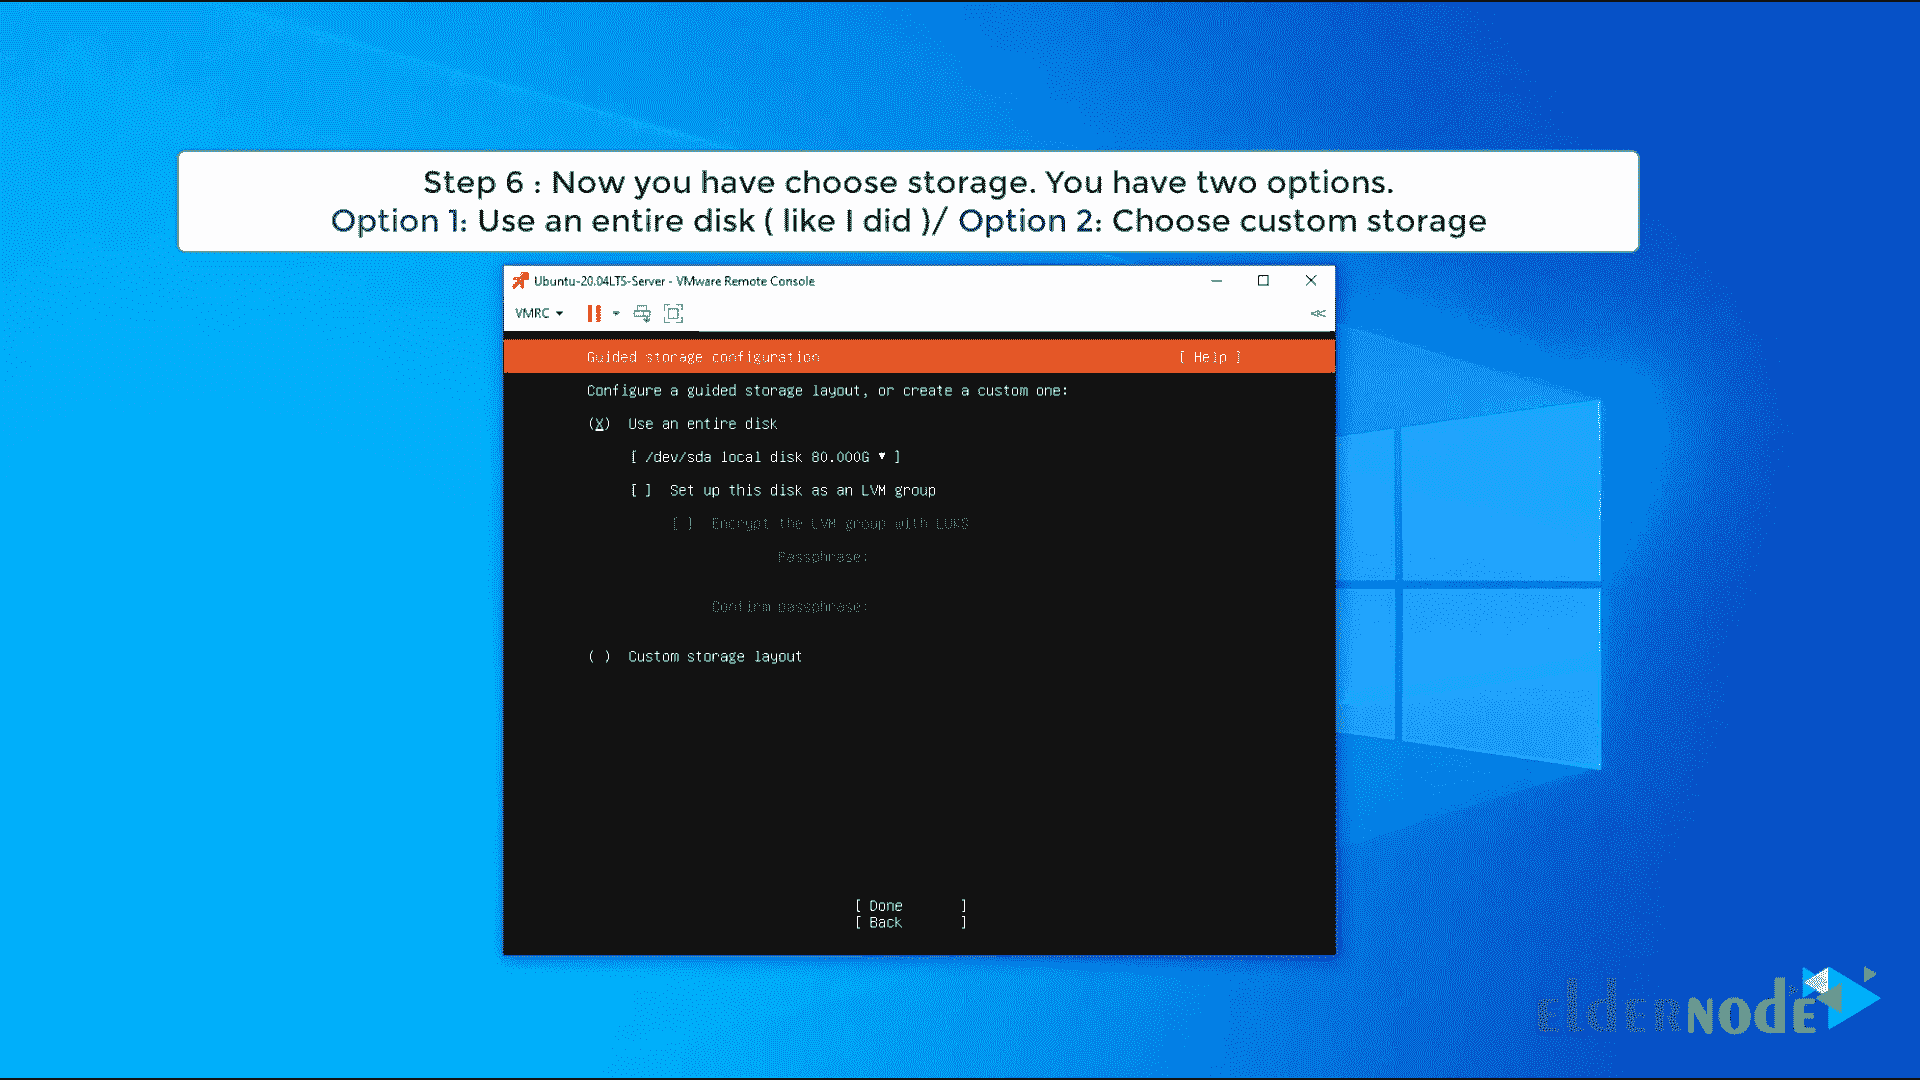 Step 6 : Now you have choose storage. You have two options.
Option 1: Use an entire disk ( like I did )/ Option 2: Choose custom storage
Ubuntu-20.04LTS-Server - VMware Remote Console
VMRC
Guided storage configuration [ Help ]
Configure a guided storage layout, or create a custom one:
(X) Use an entire disk
[ /dev/sda local disk 80.000G ▾ ]
[ ] Set up this disk as an LVM group
[ ] Encrypt the LVM group with LUKS
Passphrase:
Confirm passphrase:
( ) Custom storage layout
[ Done ]
[ Back ]
elderNODE